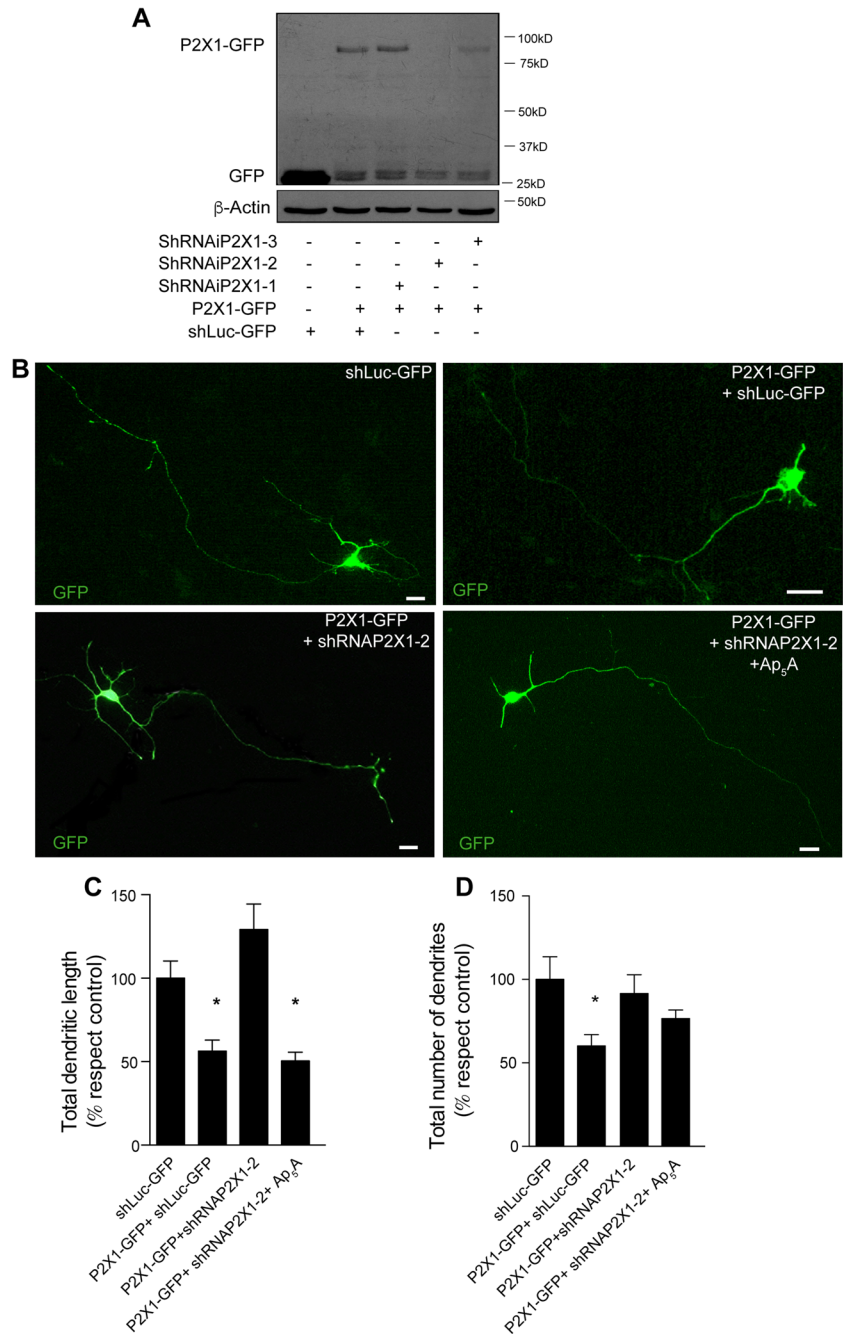 A
P2X1-GFP
100kD
75kD
50kD
37kD
GFP
25kD
β-Actin
50kD
ShRNAiP2X1-3 - - - - +
ShRNAiP2X1-2 - - - + -
ShRNAiP2X1-1 - - + - -
P2X1-GFP - + + + +
shLuc-GFP + + - - -
B
shLuc-GFP
GFP
P2X1-GFP
+ shLuc-GFP
GFP
P2X1-GFP
+ shRNAP2X1-2
GFP
P2X1-GFP
+ shRNAP2X1-2
+Ap5A
GFP
C
Total dendritic length
(% respect control)
150
100
50
0
* *
shLuc-GFP
P2X1-GFP+ shLuc-GFP
P2X1-GFP+shRNAP2X1-2
P2X1-GFP+ shRNAP2X1-2+ Ap5A
D
Total number of dendrites
(% respect control)
150
100
50
0
*
shLuc-GFP
P2X1-GFP+ shLuc-GFP
P2X1-GFP+shRNAP2X1-2
P2X1-GFP+ shRNAP2X1-2+ Ap5A